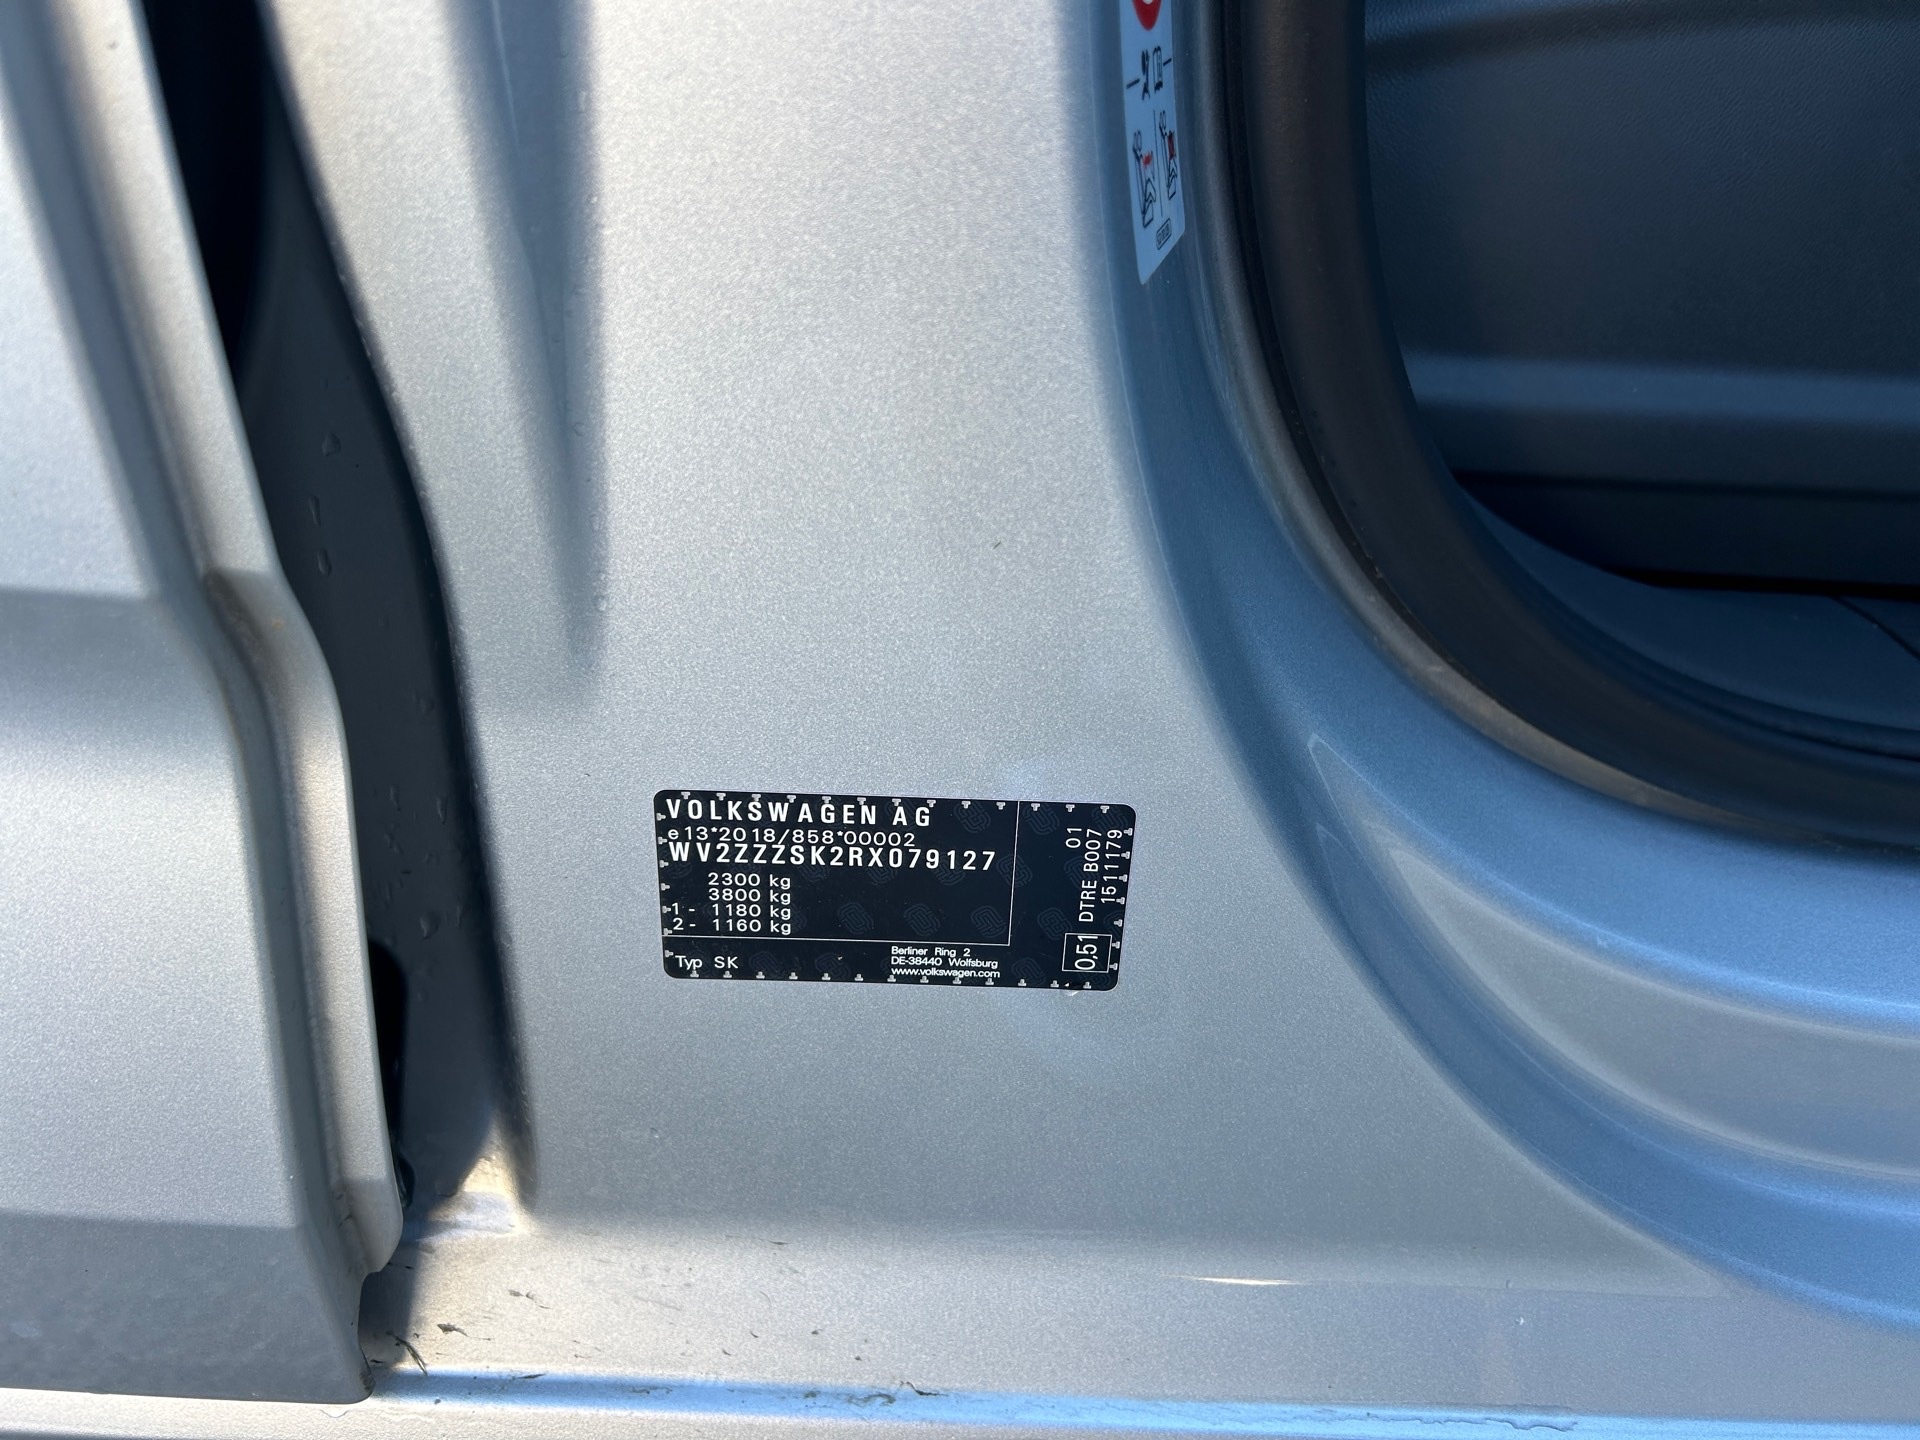 VOLKSWAGEN AG
e13*2018/858*00002
WV2ZZZSK2RX079127
2300 kg
3800 kg
1 - 1180 kg
2 - 1160 kg
Typ SK
Berliner Ring 2
DE-38440 Wolfsburg
www.volkswagen.com
01
DTRE B007
1511179
0,51